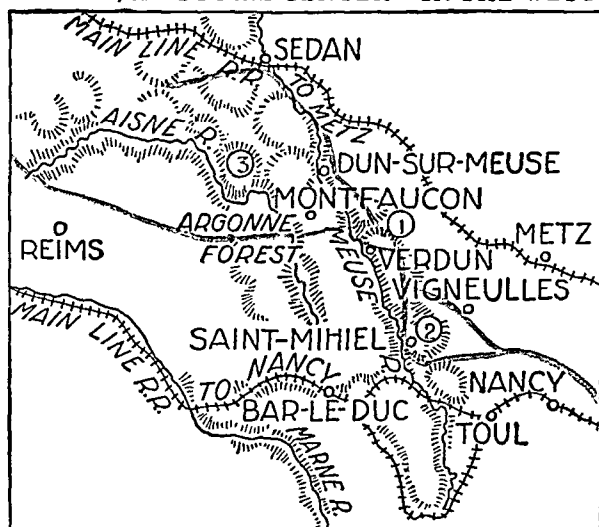 SEDAN
MAIN LINE R.R.
TO METZ
AISNE R.
③
DUN-SUR-MEUSE
MONTFAUCON
ARGONNE
FOREST
①
METZ
REIMS
MEUSE R.
VERDUN
VIGNEULLES
②
SAINT-MIHIEL
MAIN LINE R.R.
TO NANCY
NANCY
BAR-LE-DUC
TOUL
MARNE R.